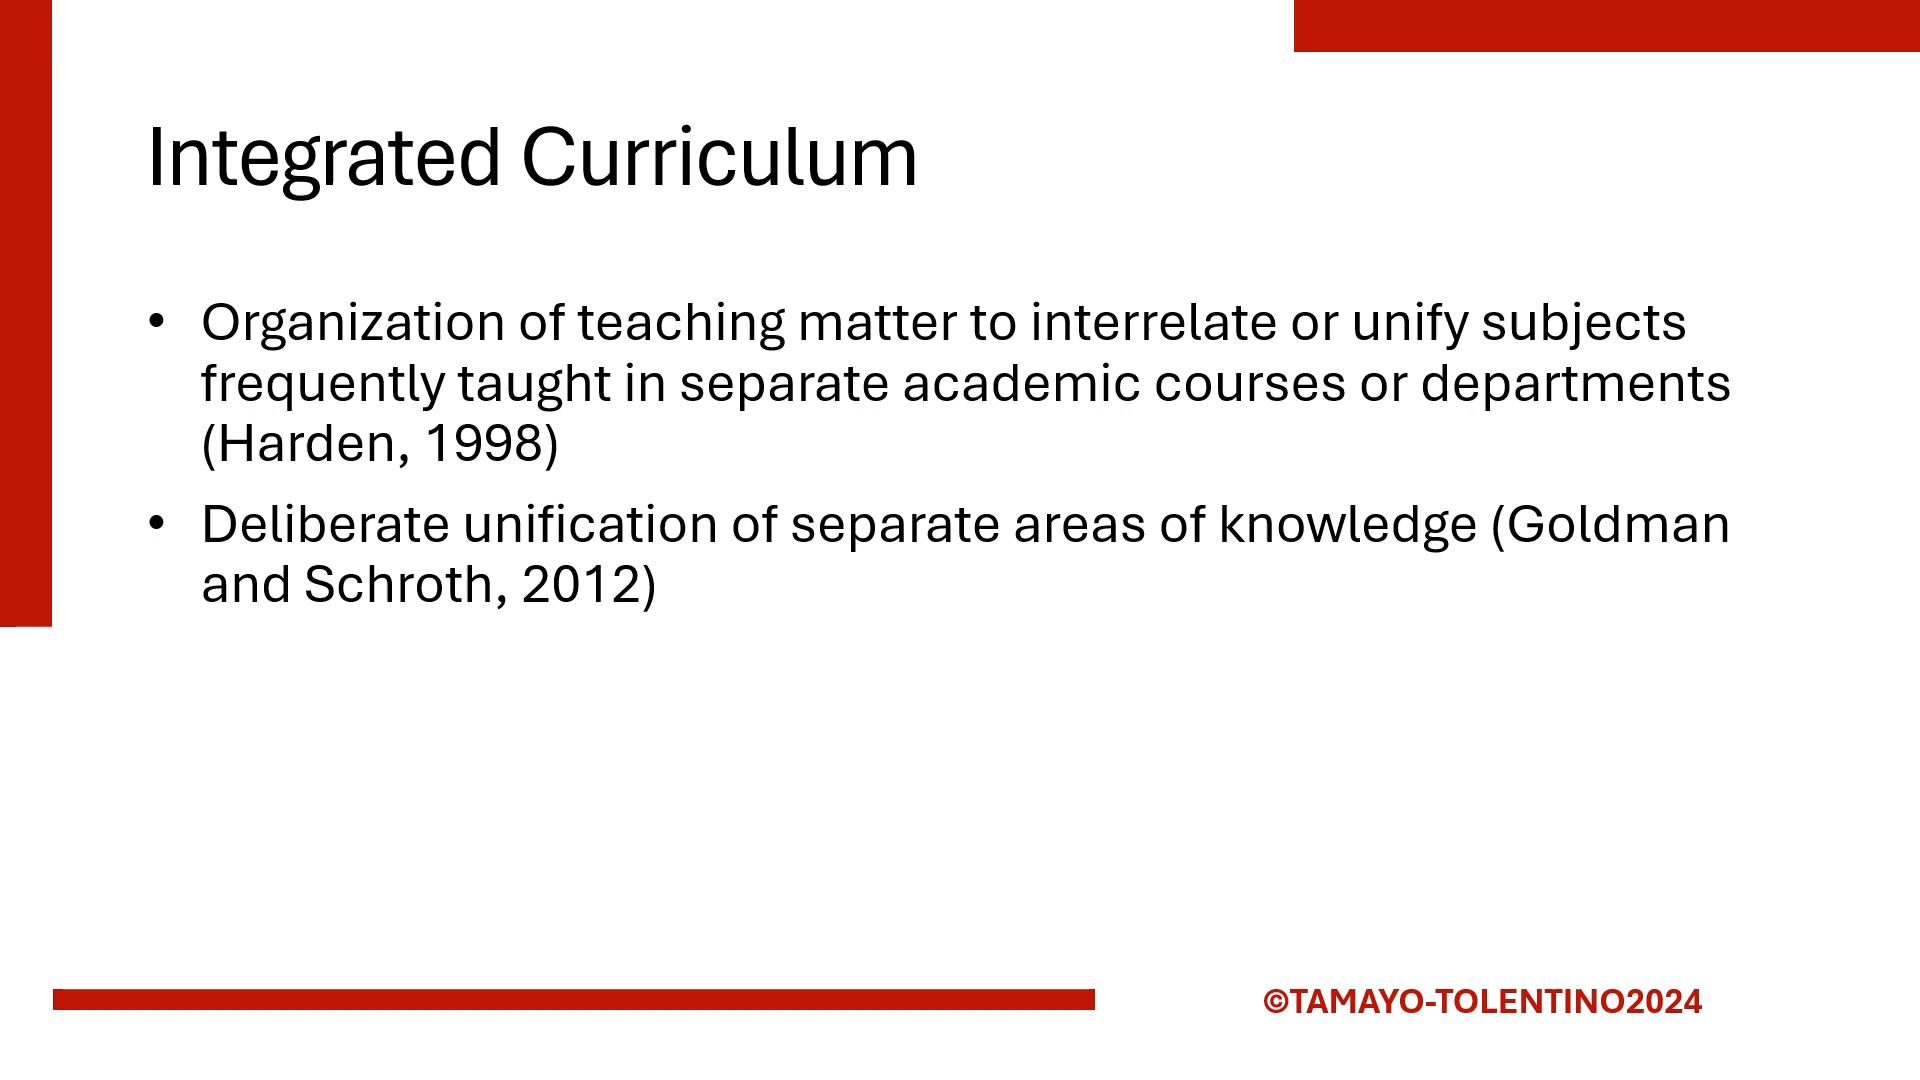 Integrated Curriculum
• Organization of teaching matter to interrelate or unify subjects
frequently taught in separate academic courses or departments
(Harden, 1998)
• Deliberate unification of separate areas of knowledge (Goldman
and Schroth, 2012)
©TAMAYO-TOLENTINO2024